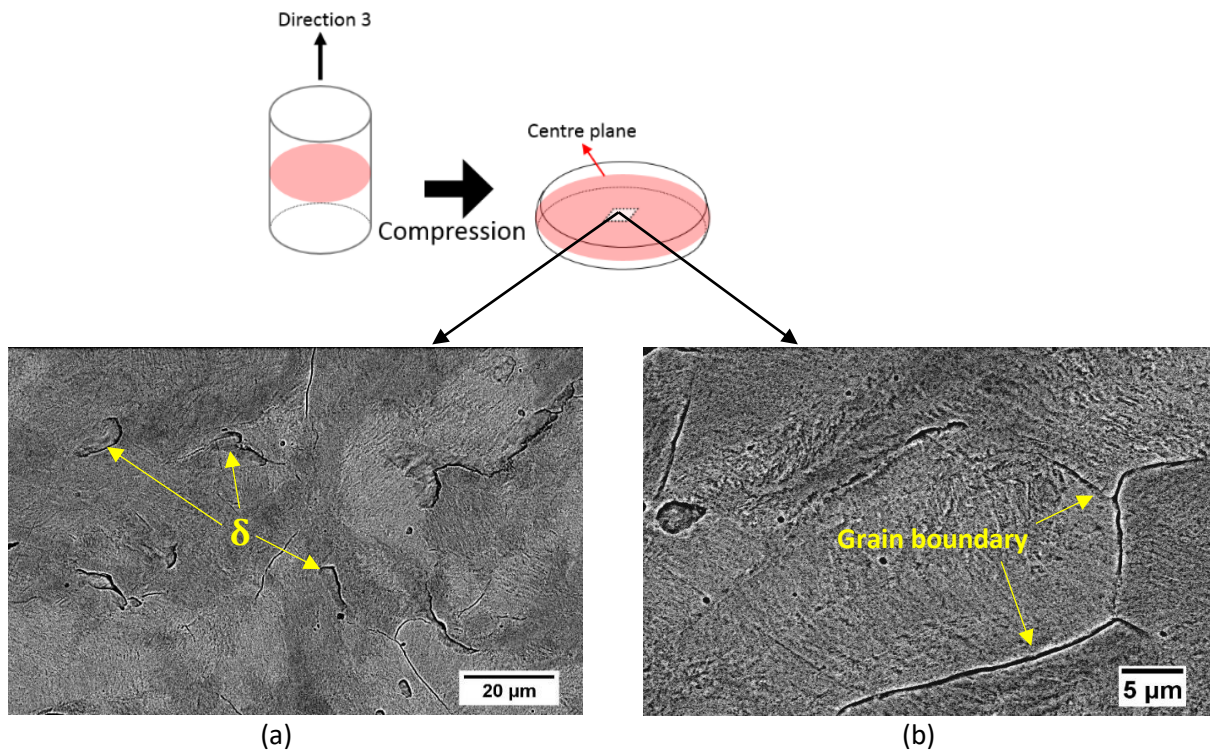 Direction 3
Centre plane
Compression
δ
Grain boundary
20 μm
5 μm
(a)
(b)